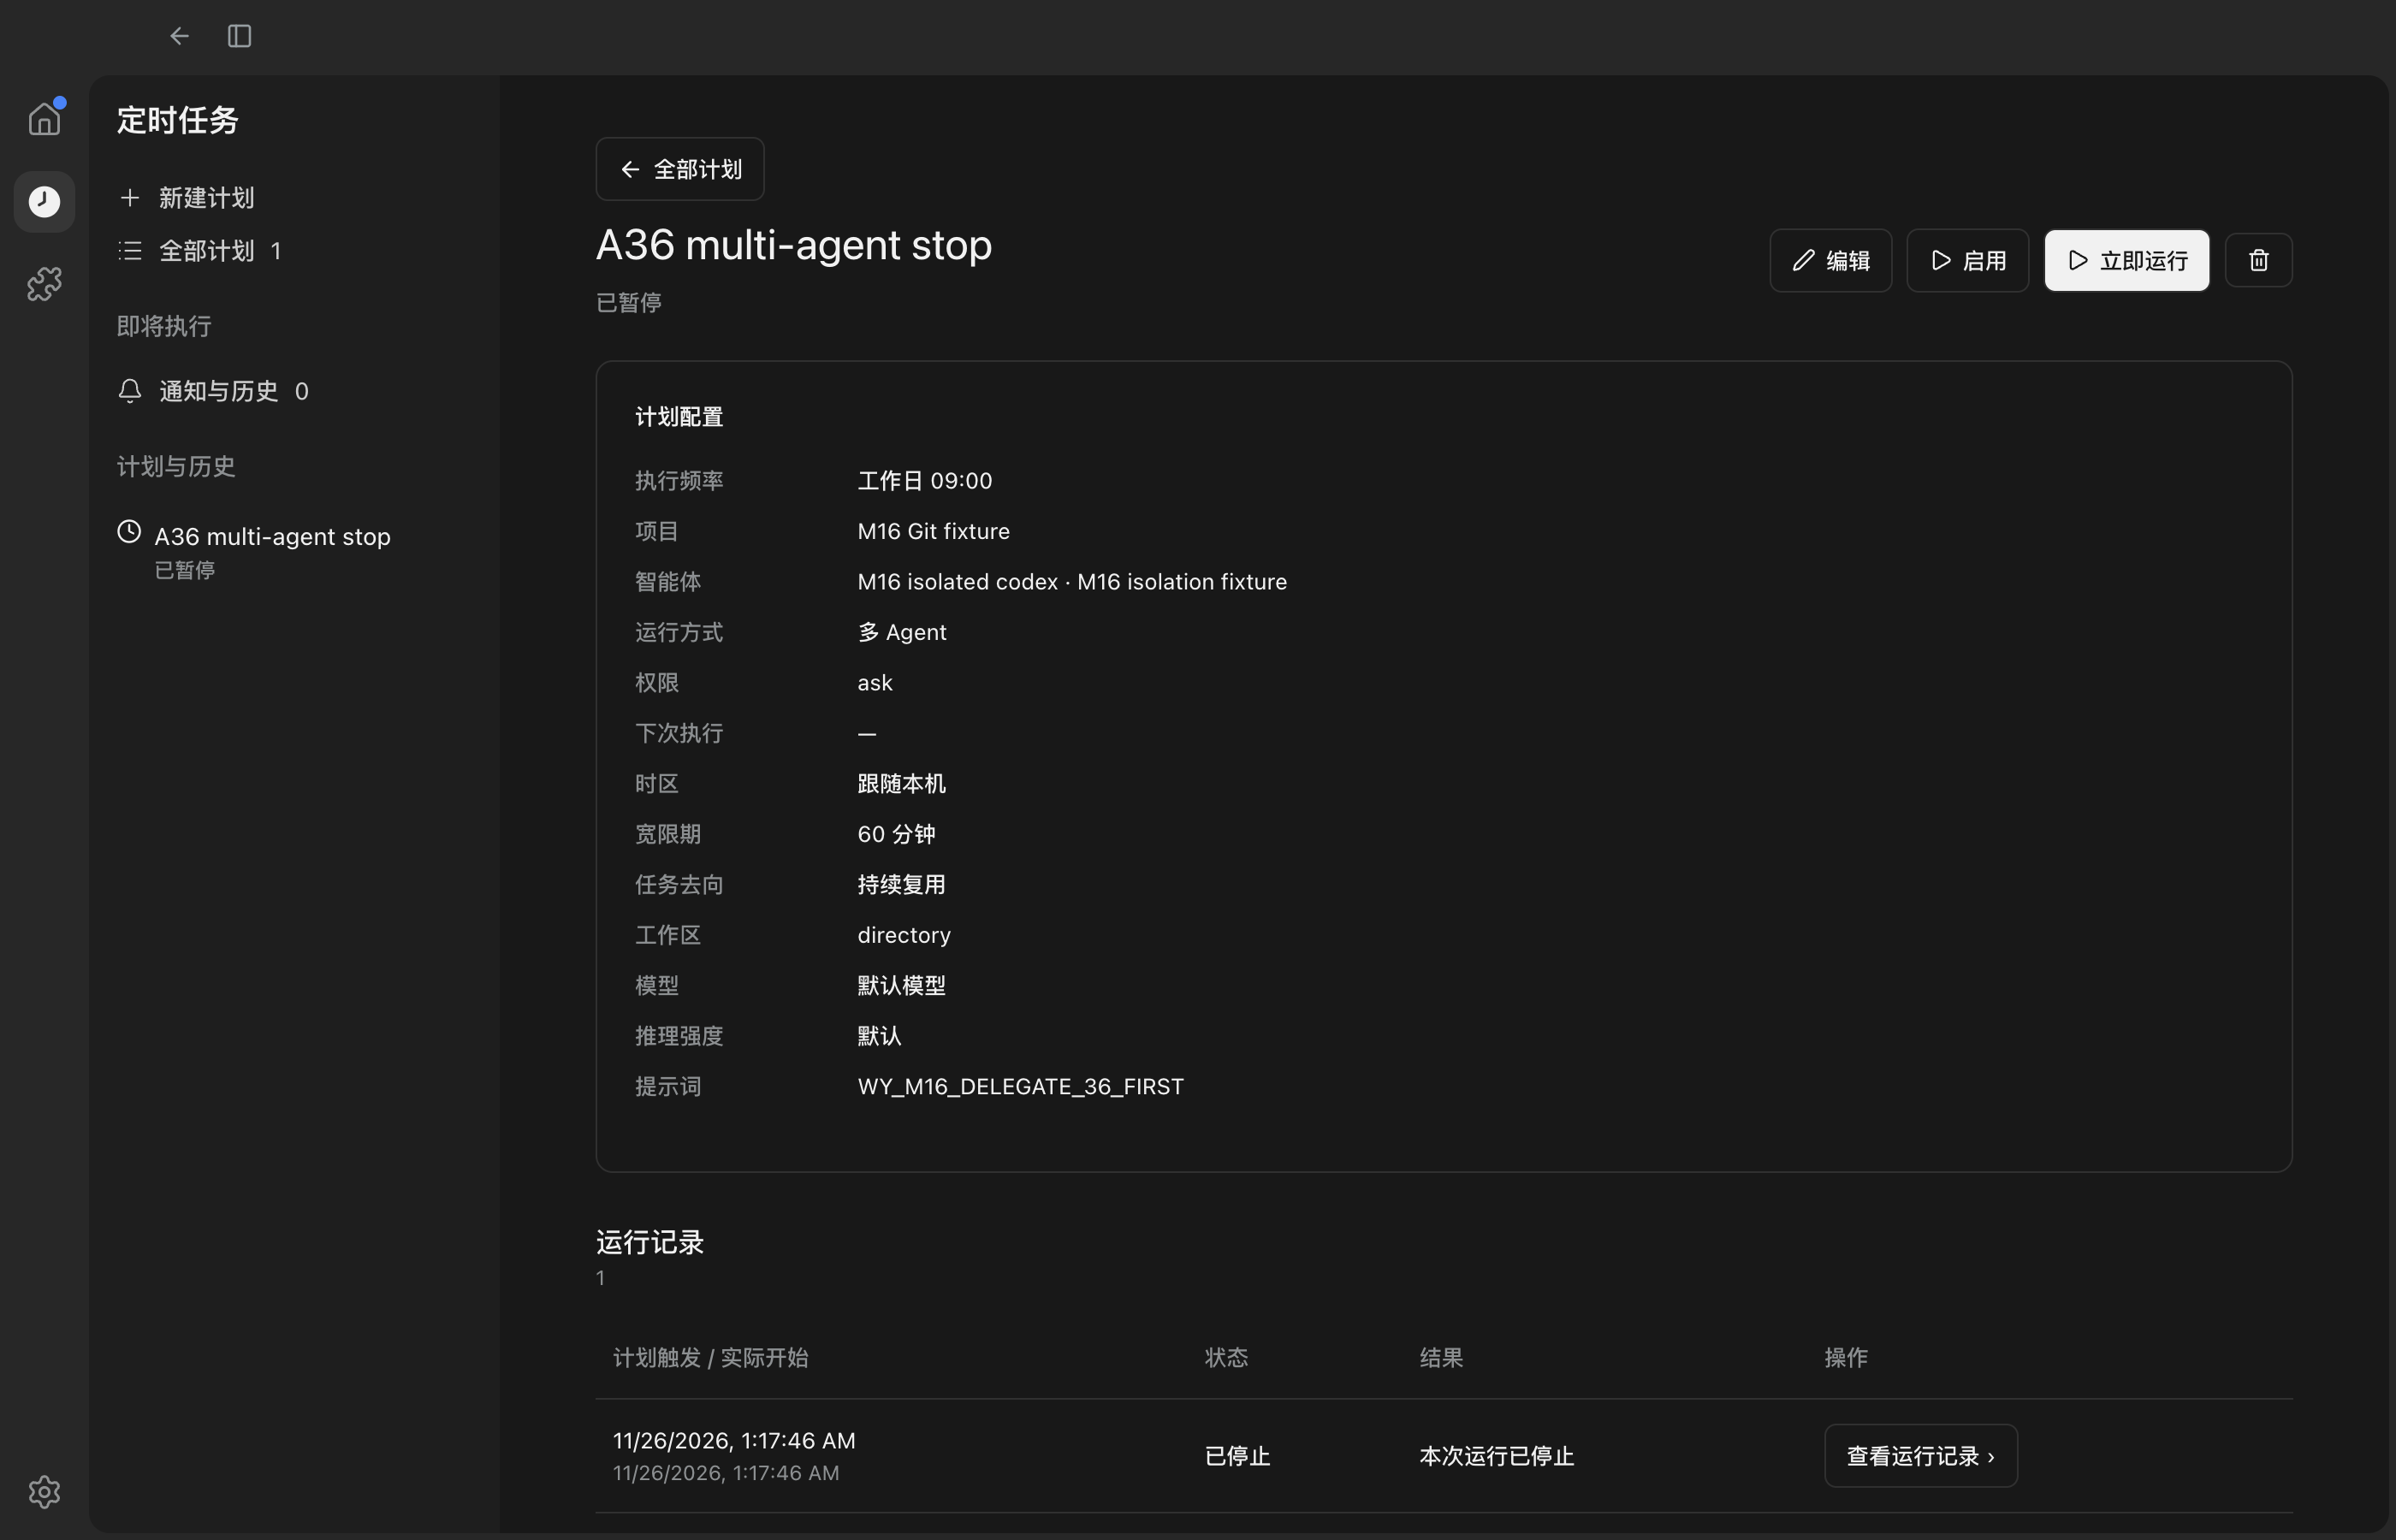 定时任务
新建计划
全部计划 1
即将执行
通知与历史 0
计划与历史
A36 multi-agent stop
已暂停
全部计划
A36 multi-agent stop
已暂停
编辑
启用
立即运行
计划配置
执行频率 工作日 09:00
项目 M16 Git fixture
智能体 M16 isolated codex · M16 isolation fixture
运行方式 多 Agent
权限 ask
下次执行 —
时区 跟随本机
宽限期 60 分钟
任务去向 持续复用
工作区 directory
模型 默认模型
推理强度 默认
提示词 WY_M16_DELEGATE_36_FIRST
运行记录
1
计划触发 / 实际开始 状态 结果 操作
11/26/2026, 1:17:46 AM
11/26/2026, 1:17:46 AM
已停止 本次运行已停止 查看运行记录 ›